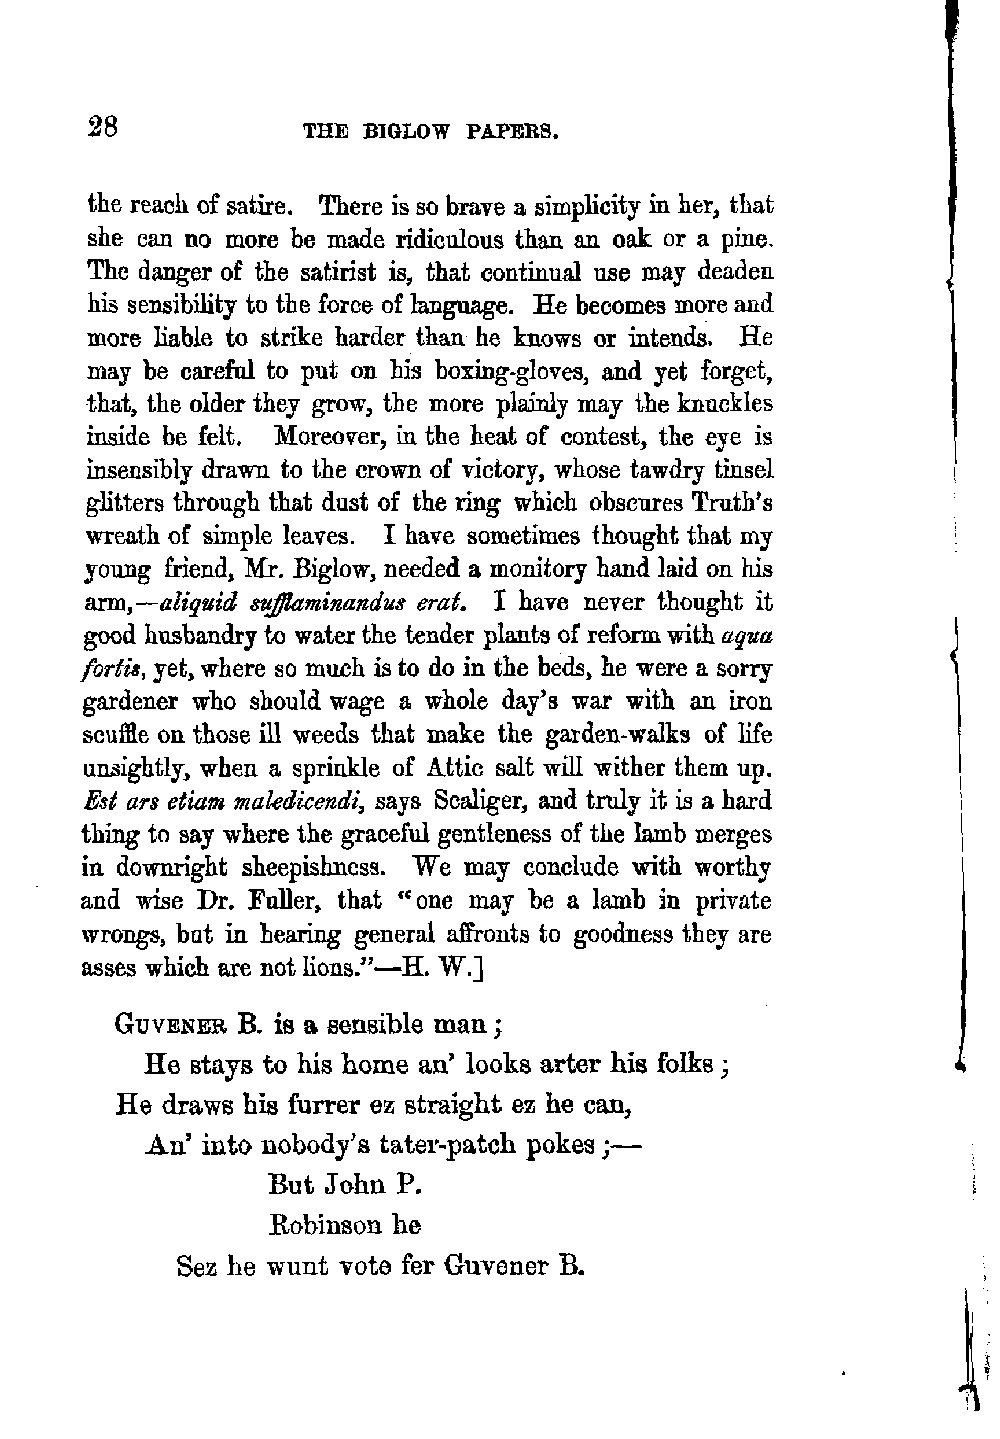 28 THE BIGLOW PAPERS.
the reach of satire. There is so brave a simplicity in her, that
she can no more be made ridiculous than an oak or a pine.
The danger of the satirist is, that continual use may deaden
his sensibility to the force of language. He becomes more and
more liable to strike harder than he knows or intends. He
may be careful to put on his boxing-gloves, and yet forget,
that, the older they grow, the more plainly may the knuckles
inside be felt. Moreover, in the heat of contest, the eye is
insensibly drawn to the crown of victory, whose tawdry tinsel
glitters through that dust of the ring which obscures Truth's
wreath of simple leaves. I have sometimes thought that my
young friend, Mr. Biglow, needed a monitory hand laid on his
arm,—aliquid sufflaminandus erat. I have never thought it
good husbandry to water the tender plants of reform with aqua
fortis, yet, where so much is to do in the beds, he were a sorry
gardener who should wage a whole day's war with an iron
scuffle on those ill weeds that make the garden-walks of life
unsightly, when a sprinkle of Attic salt will wither them up.
Est ars etiam maledicendi, says Scaliger, and truly it is a hard
thing to say where the graceful gentleness of the lamb merges
in downright sheepishness. We may conclude with worthy
and wise Dr. Fuller, that "one may be a lamb in private
wrongs, but in hearing general affronts to goodness they are
asses which are not lions."—H. W.]
GUVENER B. is a sensible man;
He stays to his home an' looks arter his folks;
He draws his furrer ez straight ez he can,
An' into nobody's tater-patch pokes;—
But John P.
Robinson he
Sez he wunt vote fer Guvener B.